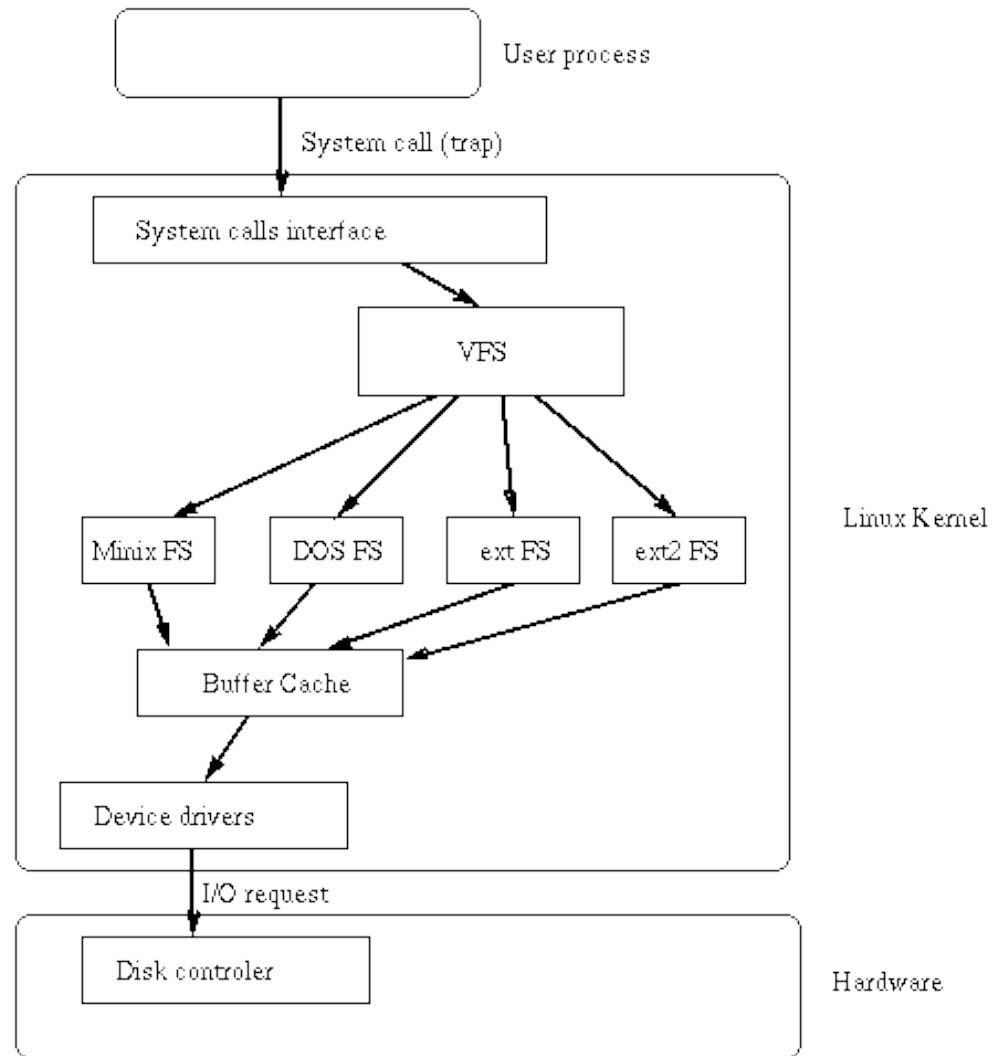 User process
System call (trap)
System calls interface
VFS
Linux Kernel
Minix FS
DOS FS
ext FS
ext2 FS
Buffer Cache
Device drivers
I/O request
Disk controler
Hardware